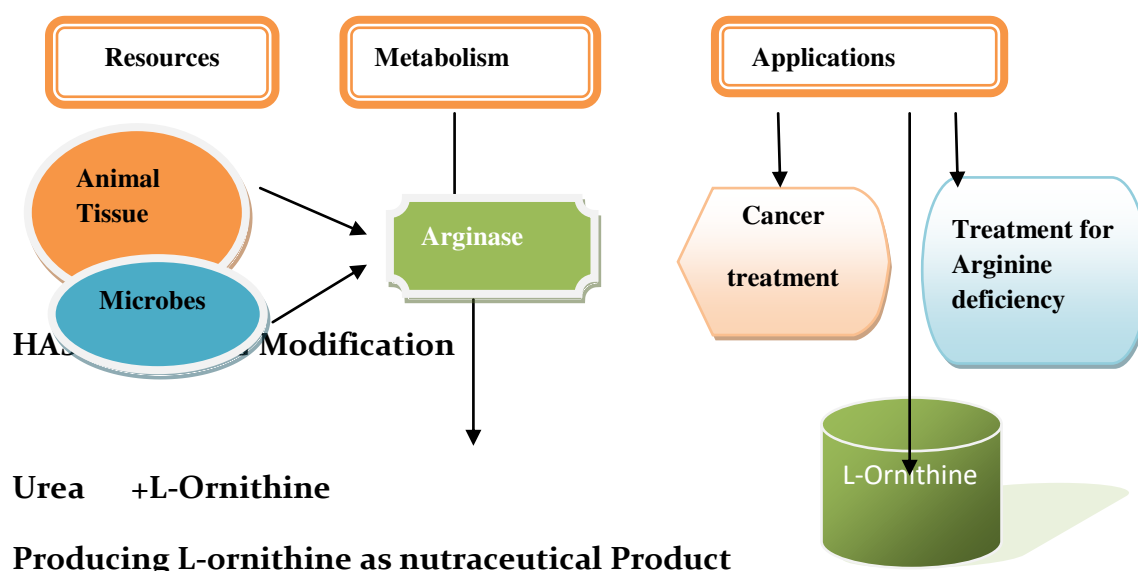 Resources
Metabolism
Applications
Animal
Tissue
Microbes
Arginase
Cancer
treatment
Treatment for
Arginine
deficiency
Modification
L-Ornithine
Urea +L-Ornithine
Producing L-ornithine as nutraceutical Product